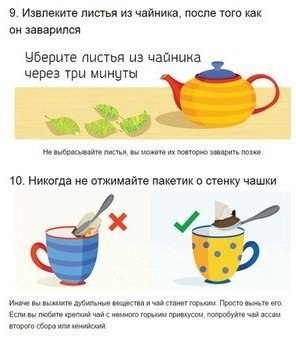 9. Извлеките листья из чайника, после того как
он заварился
Уберите листья из чайника
через три минуты
Не выбрасывайте листья, вы можете их повторно заварить позже.
10. Никогда не отжимайте пакетик о стенку чашки
Иначе вы выжмите дубильные вещества и чай станет горьким. Просто выньте его.
Если вы любите крепкий чай с немного горьким привкусом, попробуйте чай ассам
второго сбора или кенийский.